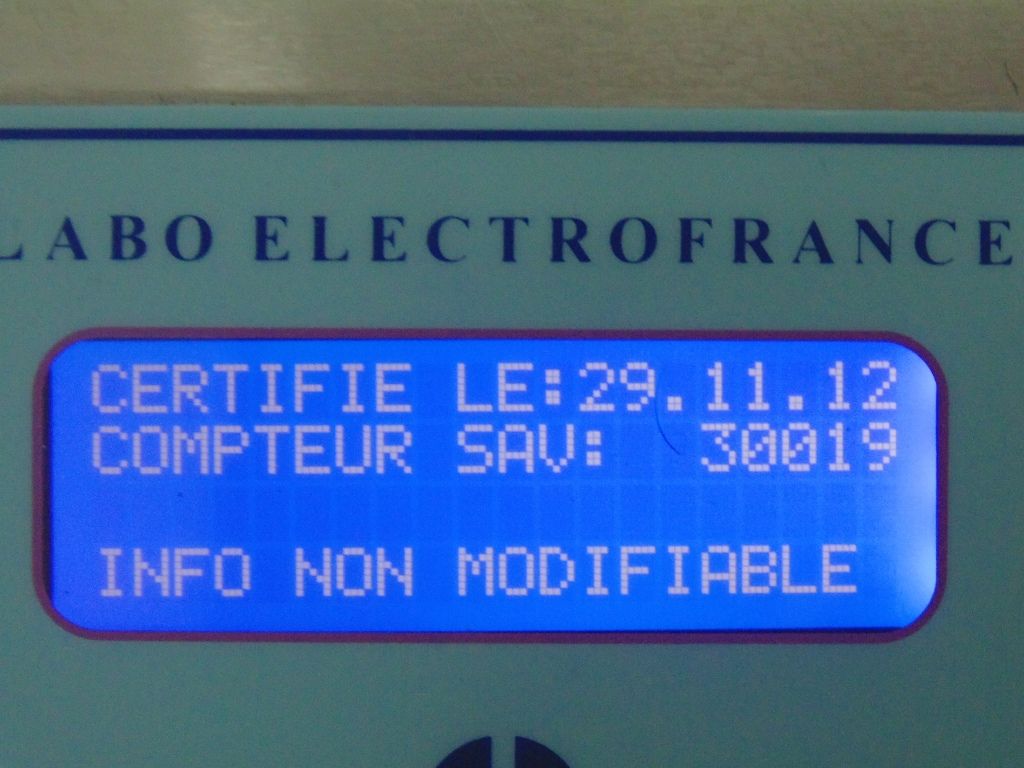 LABO ELECTROFRANCE
CERTIFIE LE:29.11.12
COMPTEUR SAV: 30019
INFO NON MODIFIABLE